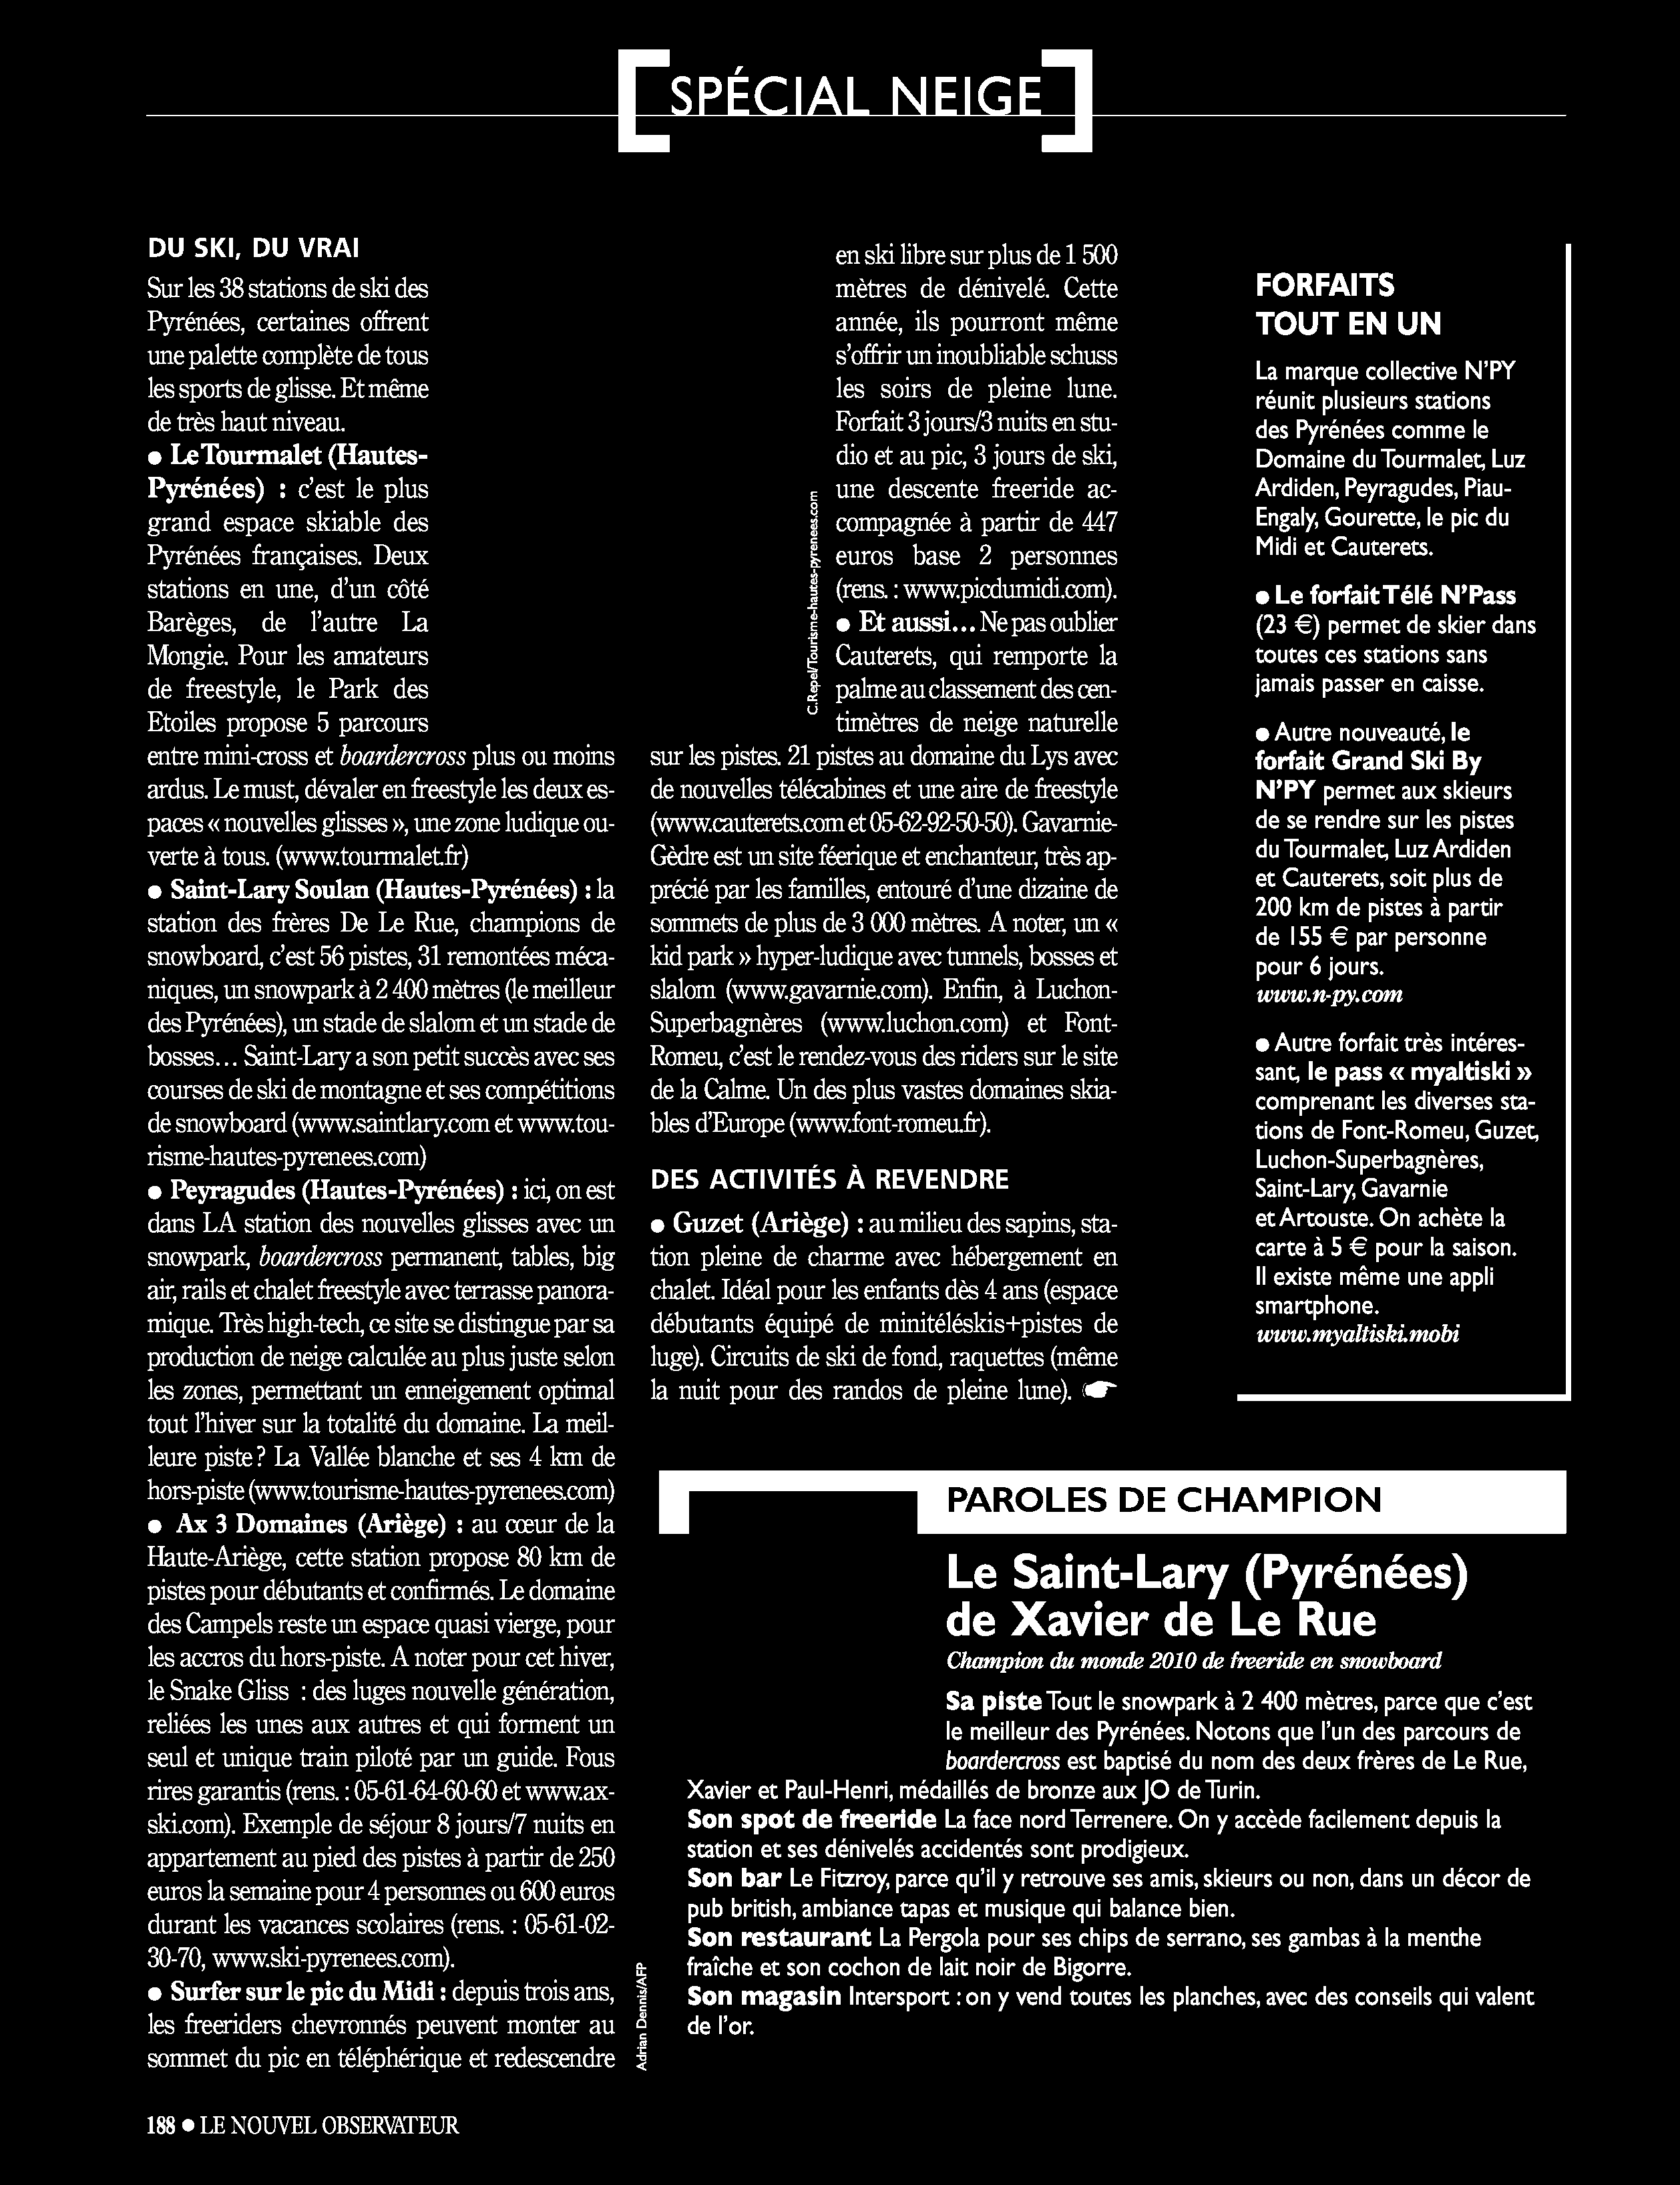 SPÉCIAL NEIGE
DU SKI, DU VRAI
Sur les 38 stations de ski des
Pyrénées, certaines offrent
une palette complète de tous
les sports de glisse. Et même
de très haut niveau.
● Le Tourmalet (Hautes-
Pyrénées) : c'est le plus
grand espace skiable des
Pyrénées françaises. Deux
stations en une, d'un côté
Barèges, de l'autre La
Mongie. Pour les amateurs
de freestyle, le Park des
Etoiles propose 5 parcours
entre mini-cross et boardercross plus ou moins
ardus. Le must, dévaler en freestyle les deux es-
paces « nouvelles glisses », une zone ludique ou-
verte à tous. (www.tourmalet.fr)
● Saint-Lary Soulan (Hautes-Pyrénées) : la
station des frères De Le Rue, champions de
snowboard, c'est 56 pistes, 31 remontées méca-
niques, un snowpark à 2 400 mètres (le meilleur
des Pyrénées), un stade de slalom et un stade de
bosses… Saint-Lary a son petit succès avec ses
courses de ski de montagne et ses compétitions
de snowboard (www.saintlary.com et www.tou-
risme-hautes-pyrenees.com)
● Peyragudes (Hautes-Pyrénées) : ici, on est
dans LA station des nouvelles glisses avec un
snowpark, boardercross permanent, tables, big
air, rails et chalet freestyle avec terrasse panora-
mique. Très high-tech, ce site se distingue par sa
production de neige calculée au plus juste selon
les zones, permettant un enneigement optimal
tout l'hiver sur la totalité du domaine. La meil-
leure piste ? La Vallée blanche et ses 4 km de
hors-piste (www.tourisme-hautes-pyrenees.com)
● Ax 3 Domaines (Ariège) : au cœur de la
Haute-Ariège, cette station propose 80 km de
pistes pour débutants et confirmés. Le domaine
des Campels reste un espace quasi vierge, pour
les accros du hors-piste. A noter pour cet hiver,
le Snake Gliss : des luges nouvelle génération,
reliées les unes aux autres et qui forment un
seul et unique train piloté par un guide. Fous
rires garantis (rens. : 05-61-64-60-60 et www.ax-
ski.com). Exemple de séjour 8 jours/7 nuits en
appartement au pied des pistes à partir de 250
euros la semaine pour 4 personnes ou 600 euros
durant les vacances scolaires (rens. : 05-61-02-
30-70, www.ski-pyrenees.com).
● Surfer sur le pic du Midi : depuis trois ans,
les freeriders chevronnés peuvent monter au
sommet du pic en téléphérique et redescendre
en ski libre sur plus de 1 500
mètres de dénivelé. Cette
année, ils pourront même
s'offrir un inoubliable schuss
les soirs de pleine lune.
Forfait 3 jours/3 nuits en stu-
dio et au pic, 3 jours de ski,
une descente freeride ac-
compagnée à partir de 447
euros base 2 personnes
(rens. : www.picdumidi.com).
● Et aussi… Ne pas oublier
Cauterets, qui remporte la
palme au classement des cen-
timètres de neige naturelle
sur les pistes. 21 pistes au domaine du Lys avec
de nouvelles télécabines et une aire de freestyle
(www.cauterets.com et 05-62-92-50-50). Gavarnie-
Gèdre est un site féerique et enchanteur, très ap-
précié par les familles, entouré d'une dizaine de
sommets de plus de 3 000 mètres. A noter, un «
kid park » hyper-ludique avec tunnels, bosses et
slalom (www.gavarnie.com). Enfin, à Luchon-
Superbagnères (www.luchon.com) et Font-
Romeu, c'est le rendez-vous des riders sur le site
de la Calme. Un des plus vastes domaines skia-
bles d'Europe (www.font-romeu.fr).
C.Repel/Tourisme-hautes-pyrenees.com
DES ACTIVITÉS À REVENDRE
● Guzet (Ariège) : au milieu des sapins, sta-
tion pleine de charme avec hébergement en
chalet. Idéal pour les enfants dès 4 ans (espace
débutants équipé de minitéléskis+pistes de
luge). Circuits de ski de fond, raquettes (même
la nuit pour des randos de pleine lune). ☛
FORFAITS
TOUT EN UN
La marque collective N'PY
réunit plusieurs stations
des Pyrénées comme le
Domaine du Tourmalet, Luz
Ardiden, Peyragudes, Piau-
Engaly, Gourette, le pic du
Midi et Cauterets.
● Le forfait Télé N'Pass
(23 €) permet de skier dans
toutes ces stations sans
jamais passer en caisse.
● Autre nouveauté, le
forfait Grand Ski By
N'PY permet aux skieurs
de se rendre sur les pistes
du Tourmalet, Luz Ardiden
et Cauterets, soit plus de
200 km de pistes à partir
de 155 € par personne
pour 6 jours.
www.n-py.com
● Autre forfait très intéres-
sant, le pass « myaltiski »
comprenant les diverses sta-
tions de Font-Romeu, Guzet,
Luchon-Superbagnères,
Saint-Lary, Gavarnie
et Artouste. On achète la
carte à 5 € pour la saison.
Il existe même une appli
smartphone.
www.myaltiski.mobi
PAROLES DE CHAMPION
Le Saint-Lary (Pyrénées)
de Xavier de Le Rue
Champion du monde 2010 de freeride en snowboard
Sa piste Tout le snowpark à 2 400 mètres, parce que c'est
le meilleur des Pyrénées. Notons que l'un des parcours de
boardercross est baptisé du nom des deux frères de Le Rue,
Xavier et Paul-Henri, médaillés de bronze aux JO de Turin.
Son spot de freeride La face nord Terrenere. On y accède facilement depuis la
station et ses dénivelés accidentés sont prodigieux.
Son bar Le Fitzroy, parce qu'il y retrouve ses amis, skieurs ou non, dans un décor de
pub british, ambiance tapas et musique qui balance bien.
Son restaurant La Pergola pour ses chips de serrano, ses gambas à la menthe
fraîche et son cochon de lait noir de Bigorre.
Son magasin Intersport : on y vend toutes les planches, avec des conseils qui valent
de l'or.
Adrian Dennis/AFP
188 ● LE NOUVEL OBSERVATEUR